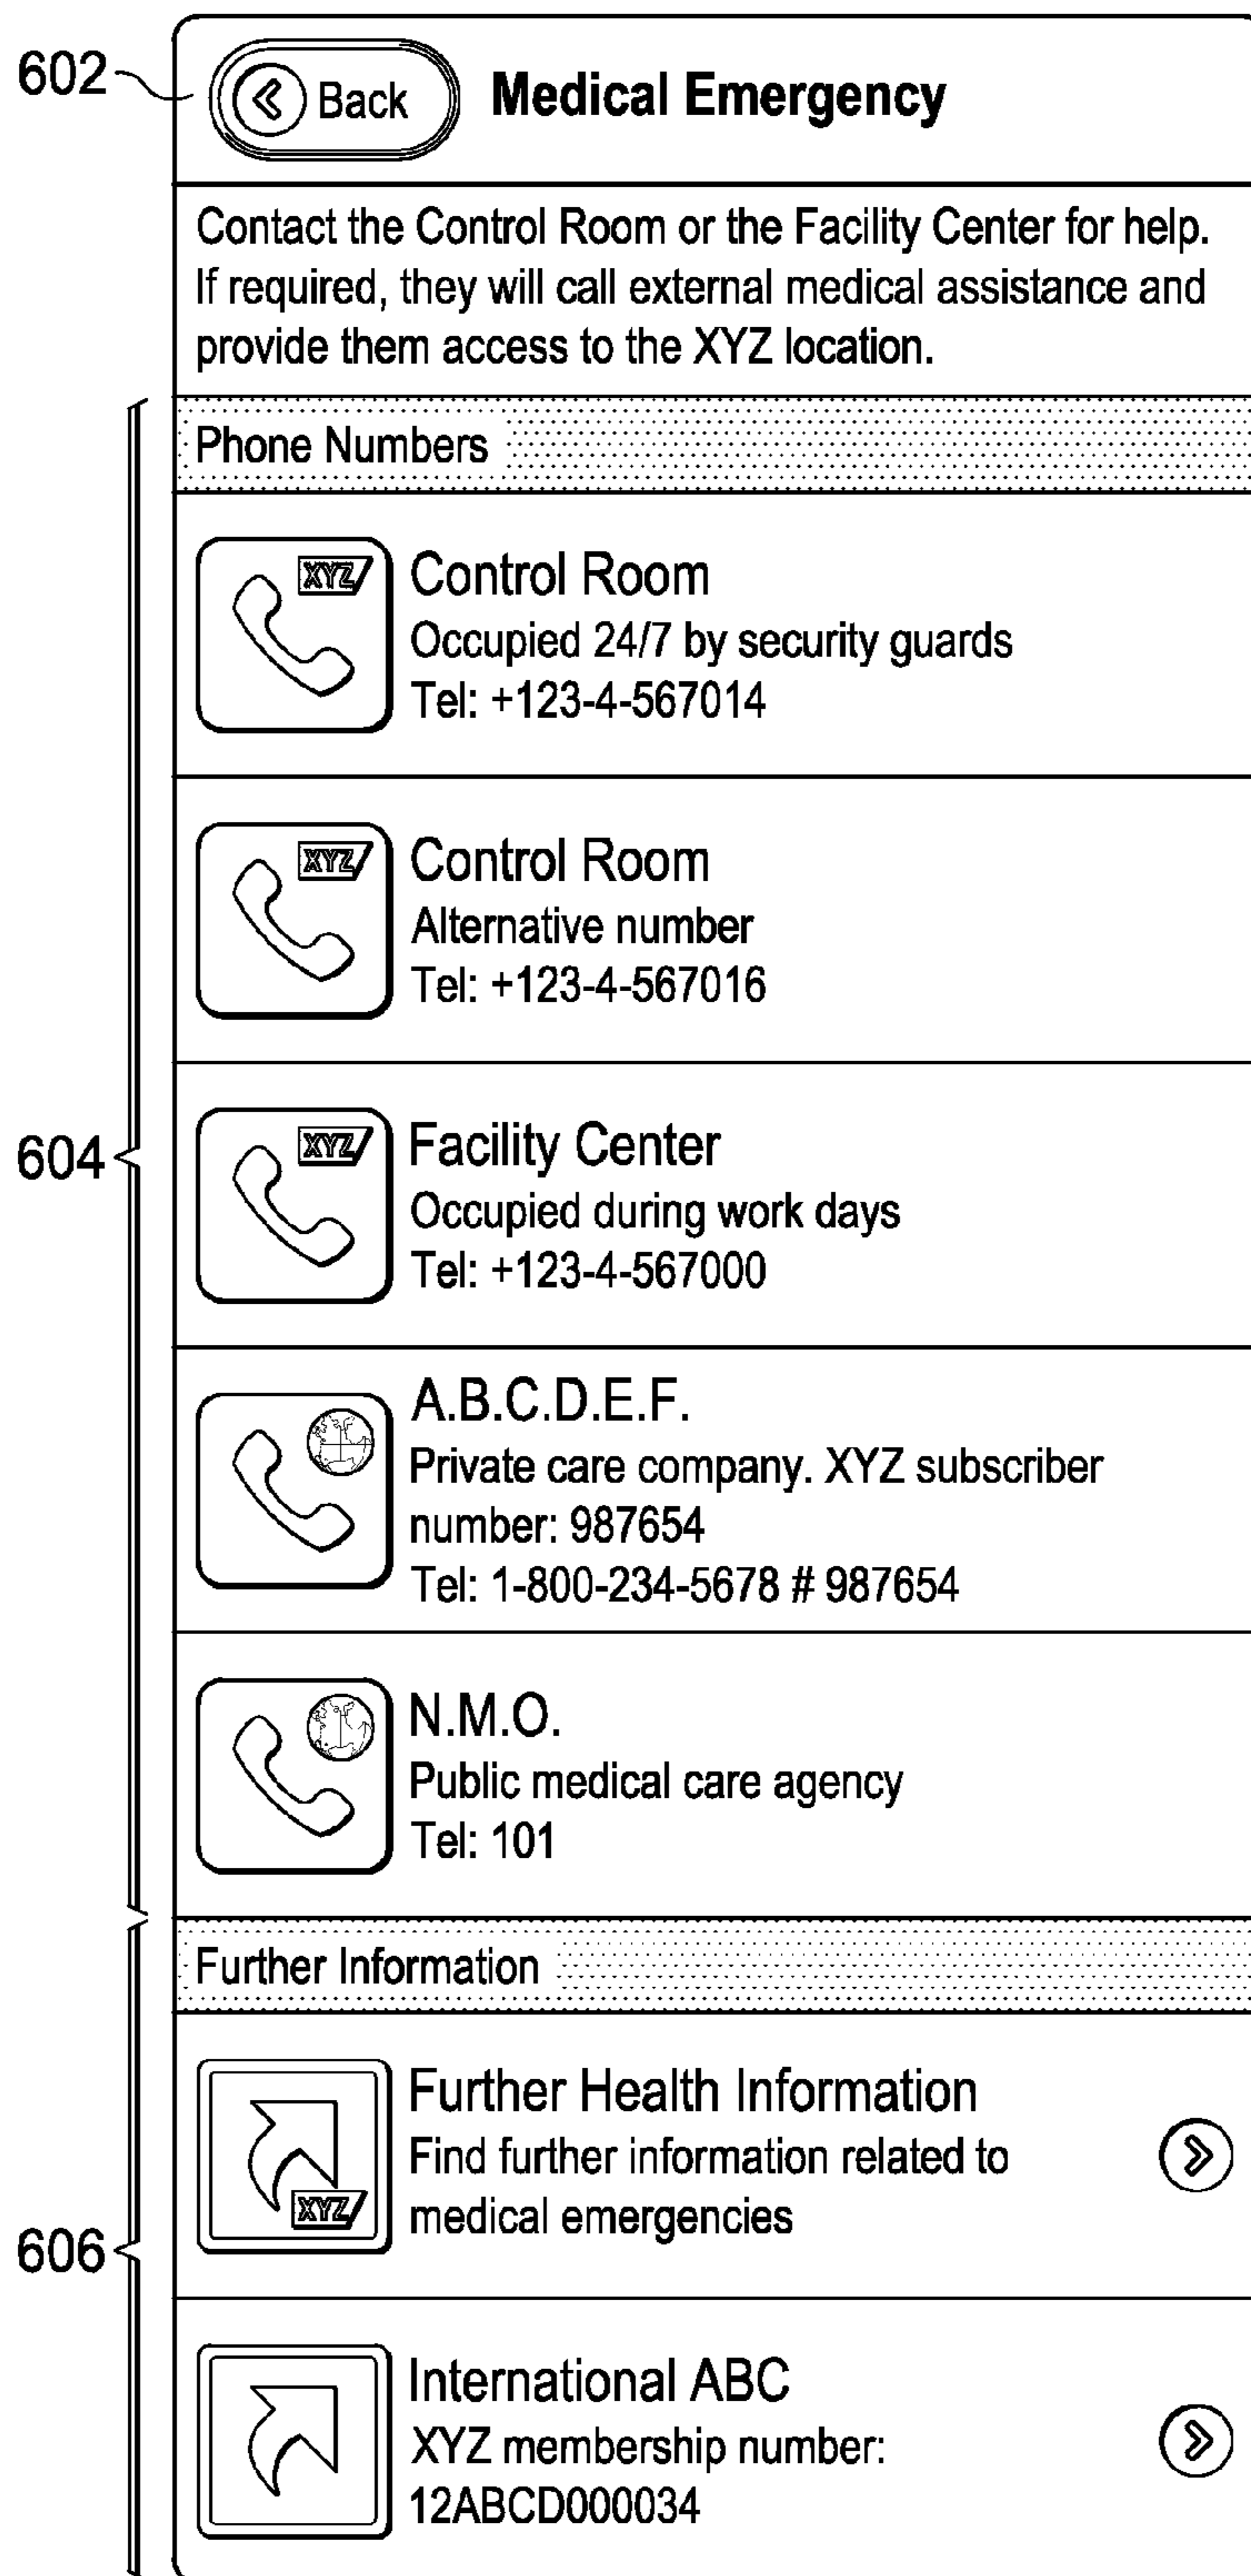 602
Back
Medical Emergency
Contact the Control Room or the Facility Center for help.
If required, they will call external medical assistance and
provide them access to the XYZ location.
Phone Numbers
XYZ
Control Room
Occupied 24/7 by security guards
Tel: +123-4-567014
XYZ
Control Room
Alternative number
Tel: +123-4-567016
604
XYZ
Facility Center
Occupied during work days
Tel: +123-4-567000
A.B.C.D.E.F.
Private care company. XYZ subscriber
number: 987654
Tel: 1-800-234-5678 # 987654
N.M.O.
Public medical care agency
Tel: 101
Further Information
606
XYZ
Further Health Information
Find further information related to
medical emergencies
International ABC
XYZ membership number:
12ABCD000034